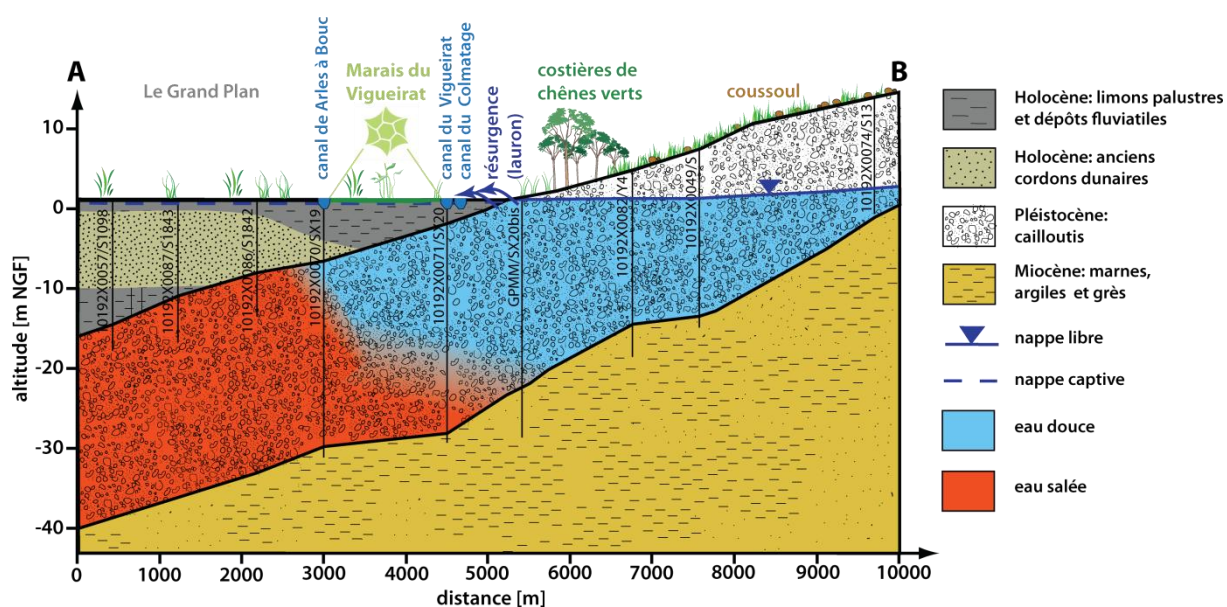 A
B
Le Grand Plan
canal de Arles à Bouc
Marais du
Vigueirat
canal du Vigueirat
canal du Colmatage
résurgence
(lauron)
costières de
chênes verts
coussoul
altitude [m NGF]
10
0
-10
-20
-30
-40
10192X0057/S1098
10192X0087/S1843
10192X0070/SX19
GPMM/SX20bis
10192X0082/Y4
10192X0049/S
10192X0074/S13
0
1000
2000
3000
4000
5000
6000
7000
8000
9000
10000
distance [m]
Holocène: limons palustres
et dépôts fluviatiles
Holocène: anciens
cordons dunaires
Pléistocène:
cailloutis
Miocène: marnes,
argiles et grès
nappe libre
nappe captive
eau douce
eau salée